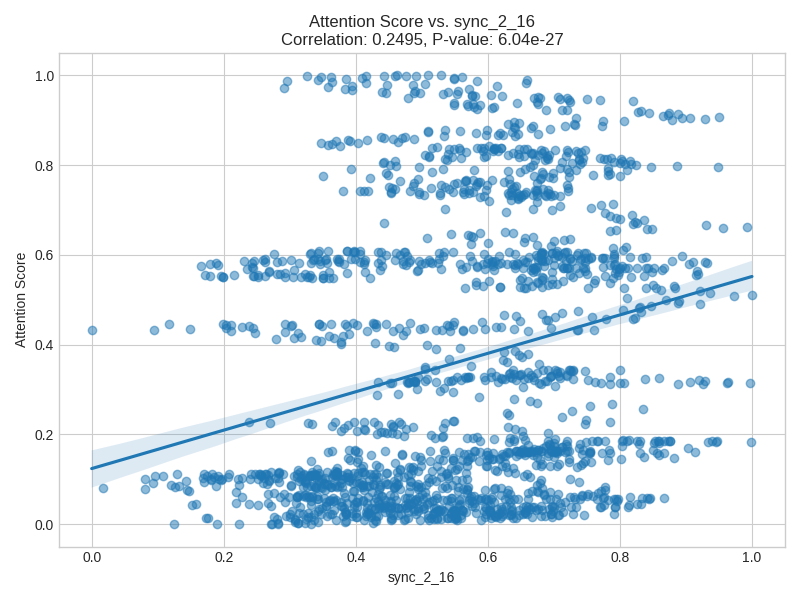 Attention Score vs. sync_2_16
Correlation: 0.2495, P-value: 6.04e-27
1.0
0.8
0.6
0.4
0.2
0.0
Attention Score
0.0 0.2 0.4 0.6 0.8 1.0
sync_2_16